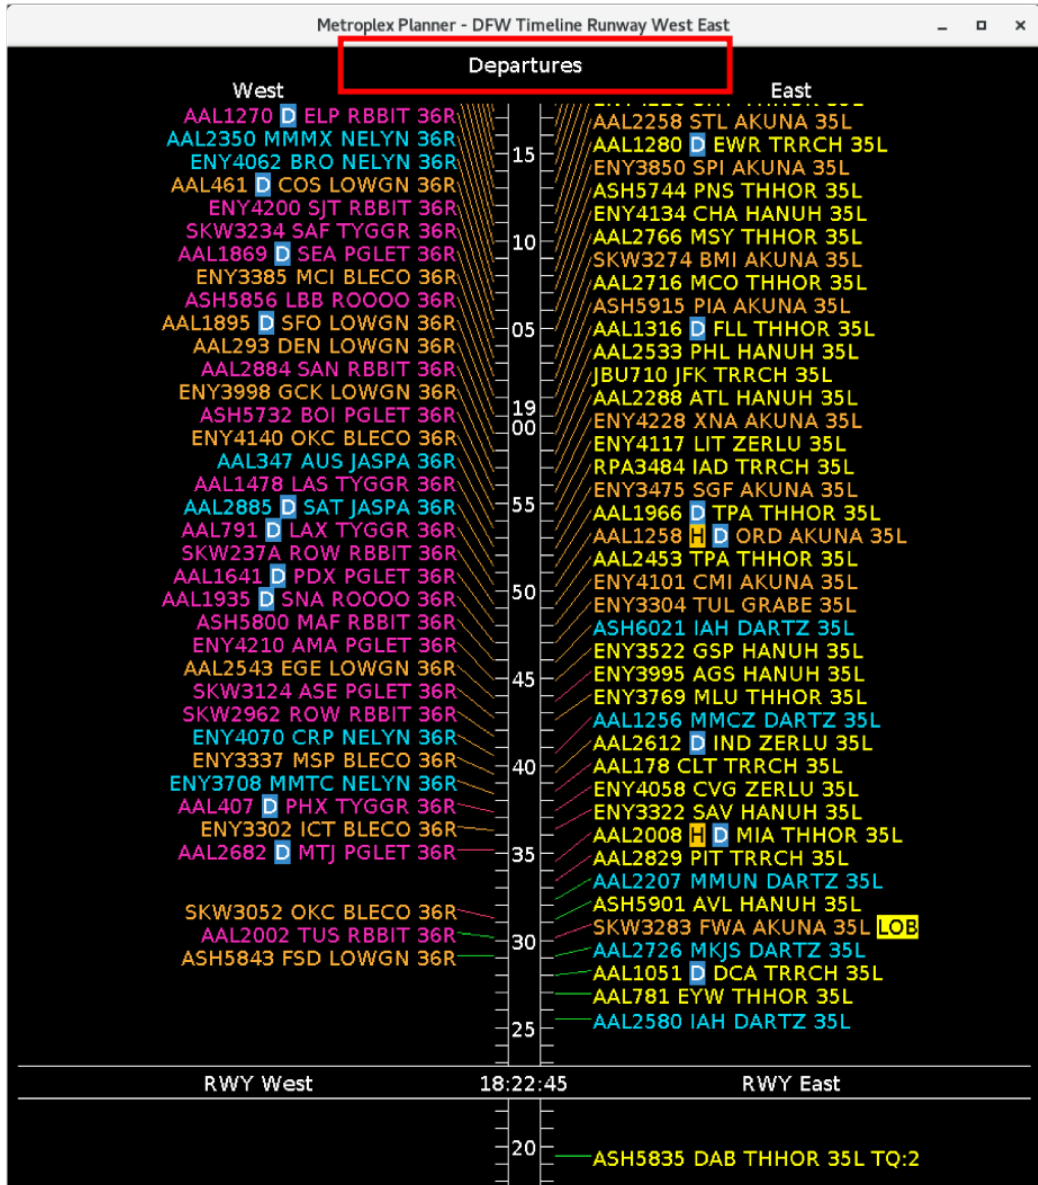 Metroplex Planner - DFW Timeline Runway West East
Departures
West
East
AAL1270 D ELP RBBIT 36R
AAL2350 MMMX NELYN 36R
ENY4062 BRO NELYN 36R
AAL461 D COS LOWGN 36R
ENY4200 SJT RBBIT 36R
SKW3234 SAF TYGGR 36R
AAL1869 D SEA PGLET 36R
ENY3385 MCI BLECO 36R
ASH5856 LBB ROOOO 36R
AAL1895 D SFO LOWGN 36R
AAL293 DEN LOWGN 36R
AAL2884 SAN RBBIT 36R
ENY3998 GCK LOWGN 36R
ASH5732 BOI PGLET 36R
ENY4140 OKC BLECO 36R
AAL347 AUS JASPA 36R
AAL1478 LAS TYGGR 36R
AAL2885 D SAT JASPA 36R
AAL791 D LAX TYGGR 36R
SKW237A ROW RBBIT 36R
AAL1641 D PDX PGLET 36R
AAL1935 D SNA ROOOO 36R
ASH5800 MAF RBBIT 36R
ENY4210 AMA PGLET 36R
AAL2543 EGE LOWGN 36R
SKW3124 ASE PGLET 36R
SKW2962 ROW RBBIT 36R
ENY4070 CRP NELYN 36R
ENY3337 MSP BLECO 36R
ENY3708 MMTC NELYN 36R
AAL407 D PHX TYGGR 36R
ENY3302 ICT BLECO 36R
AAL2682 D MTJ PGLET 36R
SKW3052 OKC BLECO 36R
AAL2002 TUS RBBIT 36R
ASH5843 FSD LOWGN 36R
15
10
05
19
00
55
50
45
40
35
30
25
AAL2258 STL AKUNA 35L
AAL1280 D EWR TRRCH 35L
ENY3850 SPI AKUNA 35L
ASH5744 PNS THHOR 35L
ENY4134 CHA HANUH 35L
AAL2766 MSY THHOR 35L
SKW3274 BMI AKUNA 35L
AAL2716 MCO THHOR 35L
ASH5915 PIA AKUNA 35L
AAL1316 D FLL THHOR 35L
AAL2533 PHL HANUH 35L
JBU710 JFK TRRCH 35L
AAL2288 ATL HANUH 35L
ENY4228 XNA AKUNA 35L
ENY4117 LIT ZERLU 35L
RPA3484 IAD TRRCH 35L
ENY3475 SGF AKUNA 35L
AAL1966 D TPA THHOR 35L
AAL1258 H D ORD AKUNA 35L
AAL2453 TPA THHOR 35L
ENY4101 CMI AKUNA 35L
ENY3304 TUL GRABE 35L
ASH6021 IAH DARTZ 35L
ENY3522 GSP HANUH 35L
ENY3995 AGS HANUH 35L
ENY3769 MLU THHOR 35L
AAL1256 MMCZ DARTZ 35L
AAL2612 D IND ZERLU 35L
AAL178 CLT TRRCH 35L
ENY4058 CVG ZERLU 35L
ENY3322 SAV HANUH 35L
AAL2008 H D MIA THHOR 35L
AAL2829 PIT TRRCH 35L
AAL2207 MMUN DARTZ 35L
ASH5901 AVL HANUH 35L
SKW3283 FWA AKUNA 35L LOB
AAL2726 MKJS DARTZ 35L
AAL1051 D DCA TRRCH 35L
AAL781 EYW THHOR 35L
AAL2580 IAH DARTZ 35L
RWY West
18:22:45
RWY East
20
ASH5835 DAB THHOR 35L TQ:2